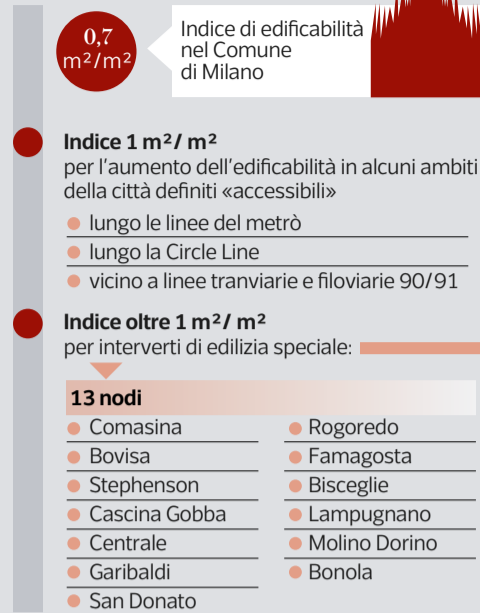 0,7
m²/m²
Indice di edificabilità
nel Comune
di Milano
Indice 1 m²/ m²
per l'aumento dell'edificabilità in alcuni ambiti
della città definiti «accessibili»
lungo le linee del metrò
lungo la Circle Line
vicino a linee tranviarie e filoviarie 90/91
Indice oltre 1 m²/ m²
per interverti di edilizia speciale:
13 nodi
Comasina
Bovisa
Stephenson
Cascina Gobba
Centrale
Garibaldi
San Donato
Rogoredo
Famagosta
Bisceglie
Lampugnano
Molino Dorino
Bonola